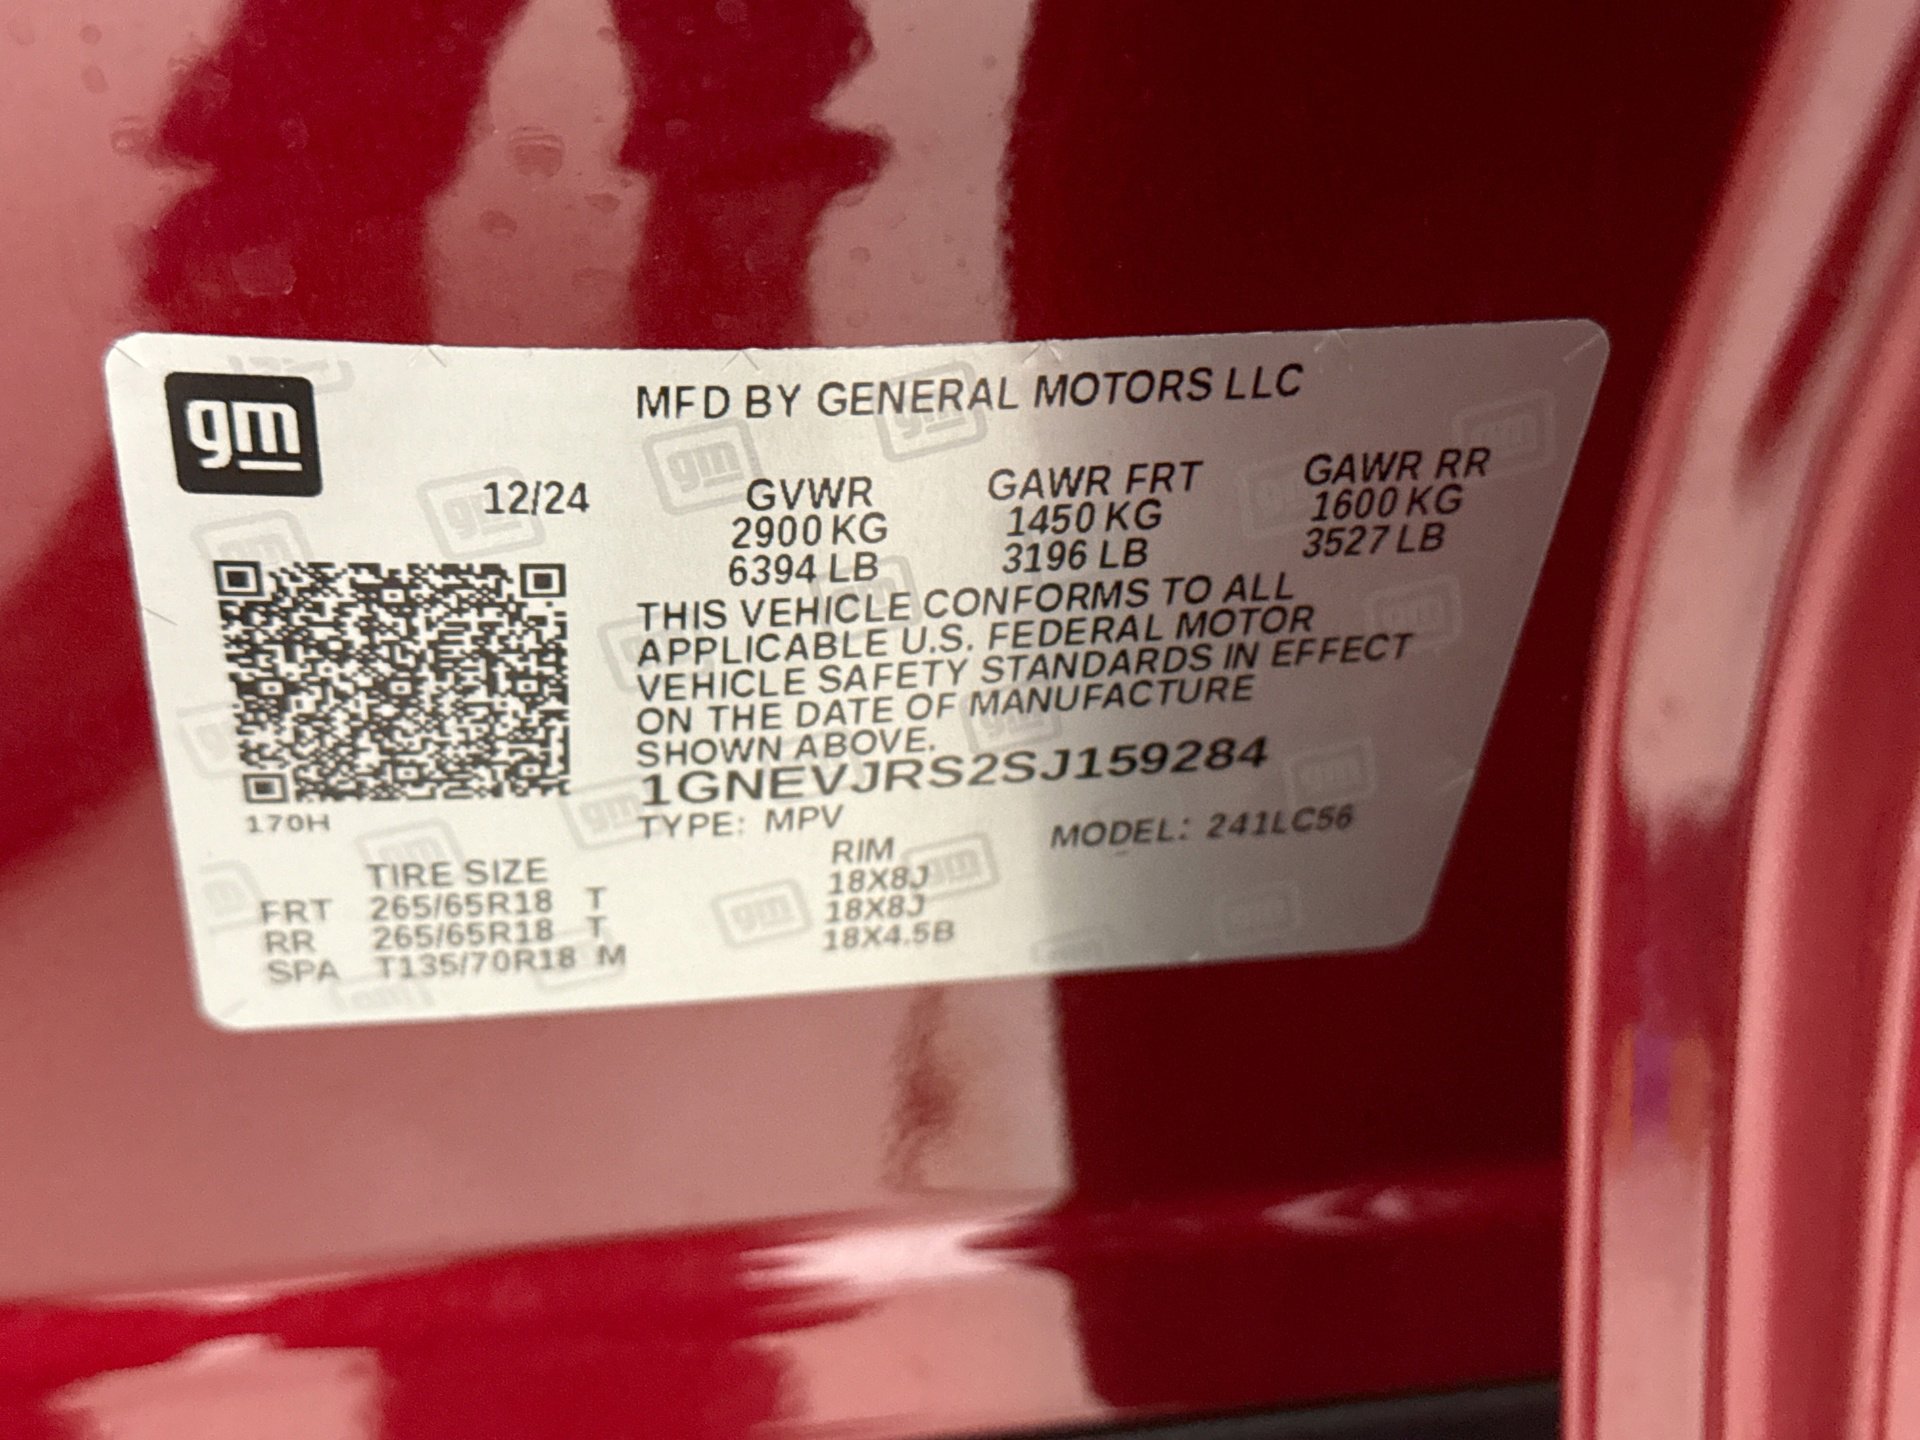 gm
MFD BY GENERAL MOTORS LLC
12/24 GVWR GAWR FRT GAWR RR
2900 KG 1450 KG 1600 KG
6394 LB 3196 LB 3527 LB
THIS VEHICLE CONFORMS TO ALL
APPLICABLE U.S. FEDERAL MOTOR
VEHICLE SAFETY STANDARDS IN EFFECT
ON THE DATE OF MANUFACTURE
SHOWN ABOVE.
1GNEVJRS2SJ159284
170H
TYPE: MPV MODEL: 241LC56
TIRE SIZE RIM
FRT 265/65R18 T 18X8J
RR 265/65R18 T 18X8J
SPA T135/70R18 M 18X4.5B